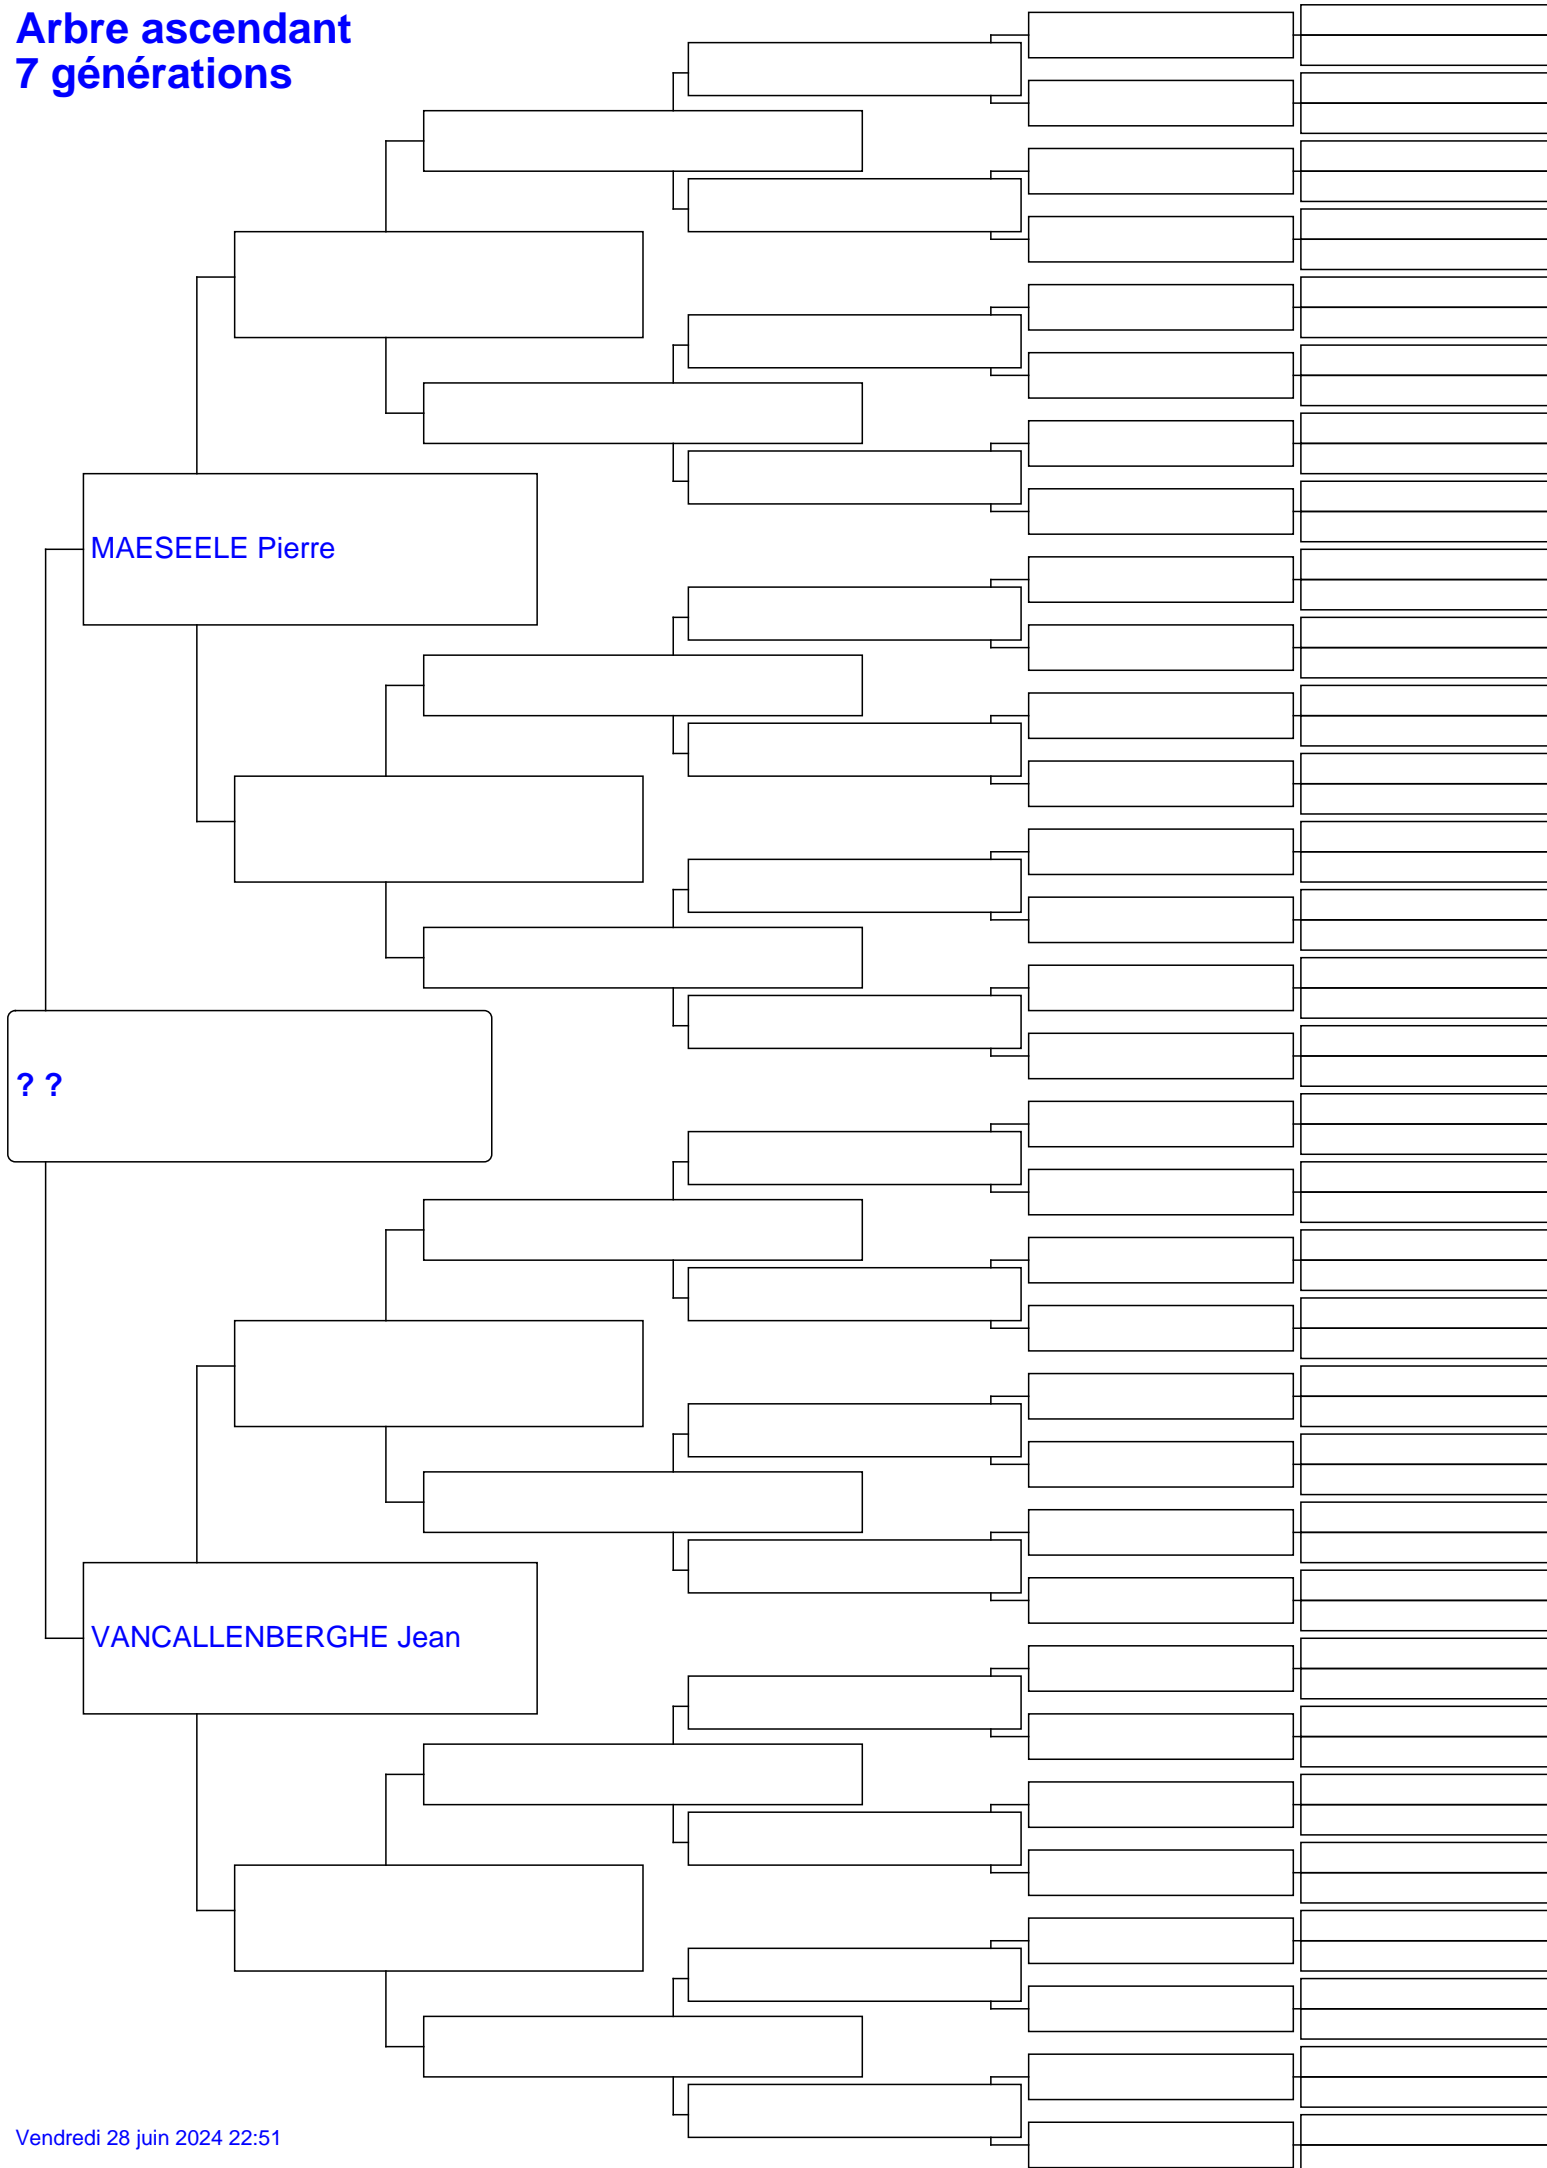 Arbre ascendant
7 générations
MAESEELE Pierre
? ?
VANCALLENBERGHE Jean
Vendredi 28 juin 2024 22:51